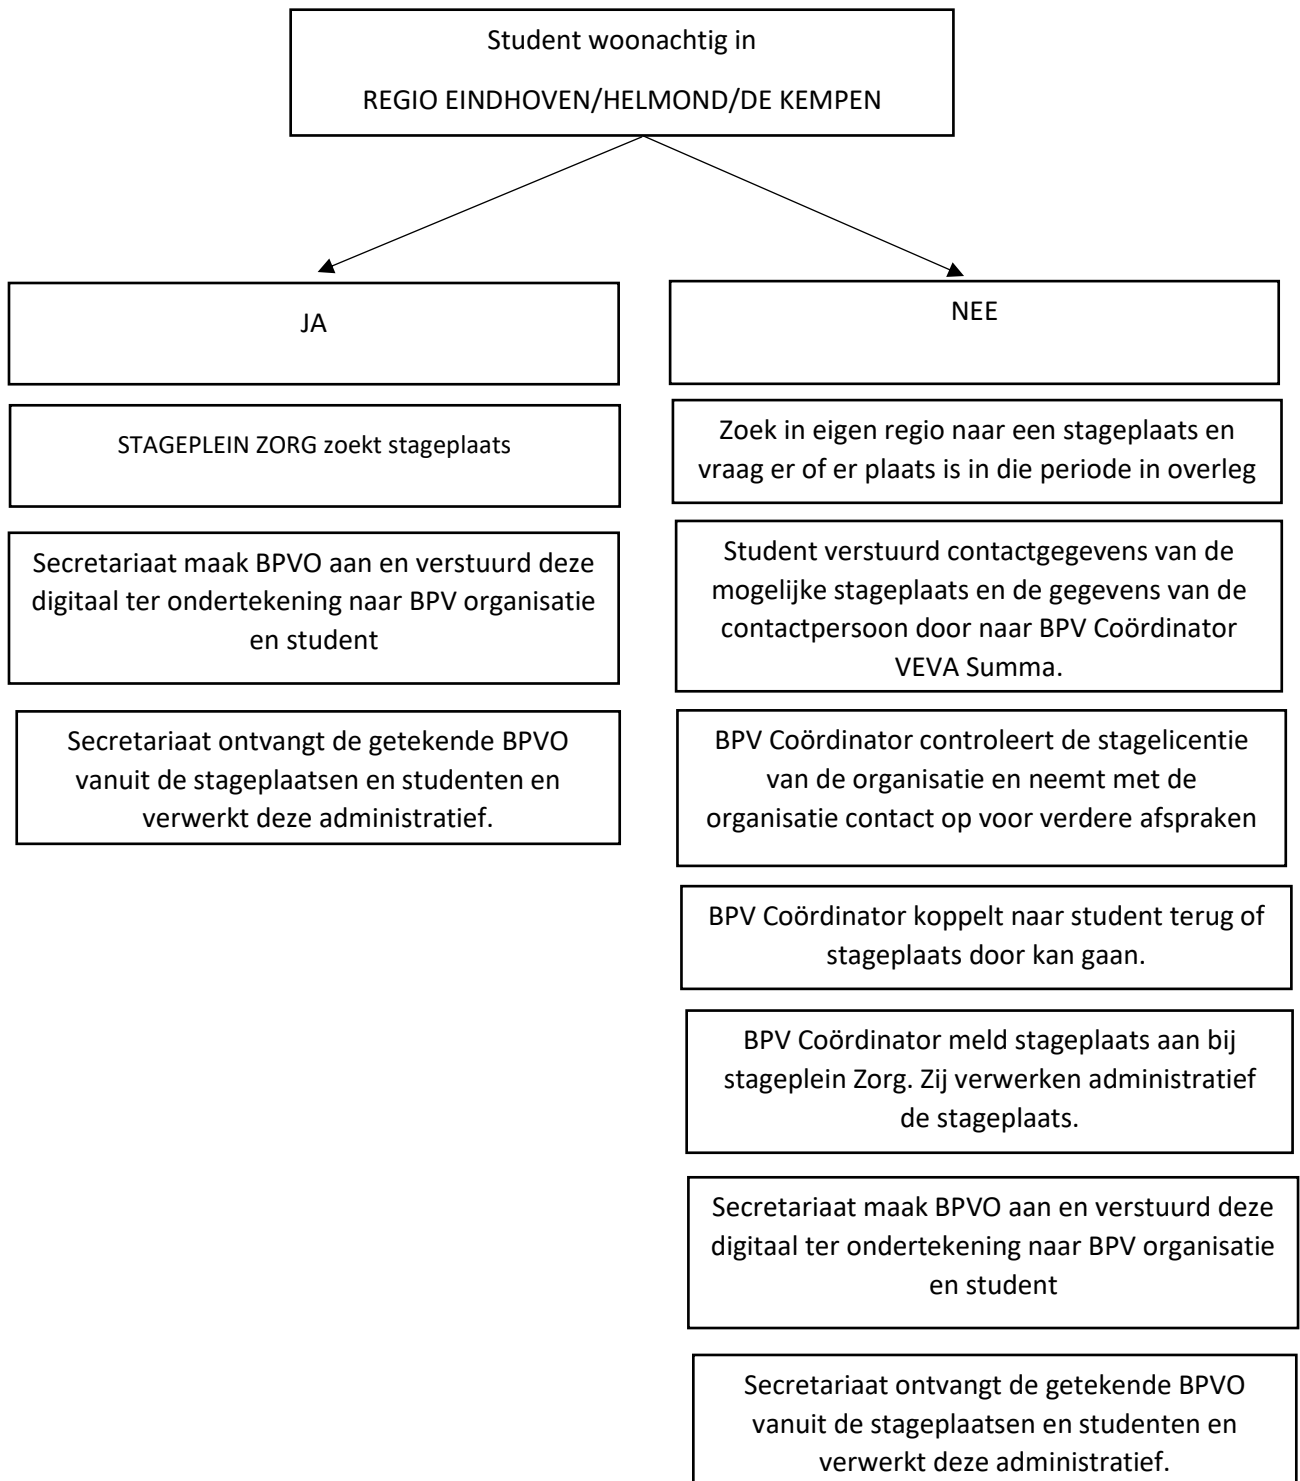 Student woonachtig in
REGIO EINDHOVEN/HELMOND/DE KEMPEN
JA
STAGEPLEIN ZORG zoekt stageplaats
Secretariaat maak BPVO aan en verstuurd deze
digitaal ter ondertekening naar BPV organisatie
en student
Secretariaat ontvangt de getekende BPVO
vanuit de stageplaatsen en studenten en
verwerkt deze administratief.
NEE
Zoek in eigen regio naar een stageplaats en
vraag er of er plaats is in die periode in overleg
Student verstuurd contactgegevens van de
mogelijke stageplaats en de gegevens van de
contactpersoon door naar BPV Coördinator
VEVA Summa.
BPV Coördinator controleert de stagelicentie
van de organisatie en neemt met de
organisatie contact op voor verdere afspraken
BPV Coördinator koppelt naar student terug of
stageplaats door kan gaan.
BPV Coördinator meld stageplaats aan bij
stageplein Zorg. Zij verwerken administratief
de stageplaats.
Secretariaat maak BPVO aan en verstuurd deze
digitaal ter ondertekening naar BPV organisatie
en student
Secretariaat ontvangt de getekende BPVO
vanuit de stageplaatsen en studenten en
verwerkt deze administratief.